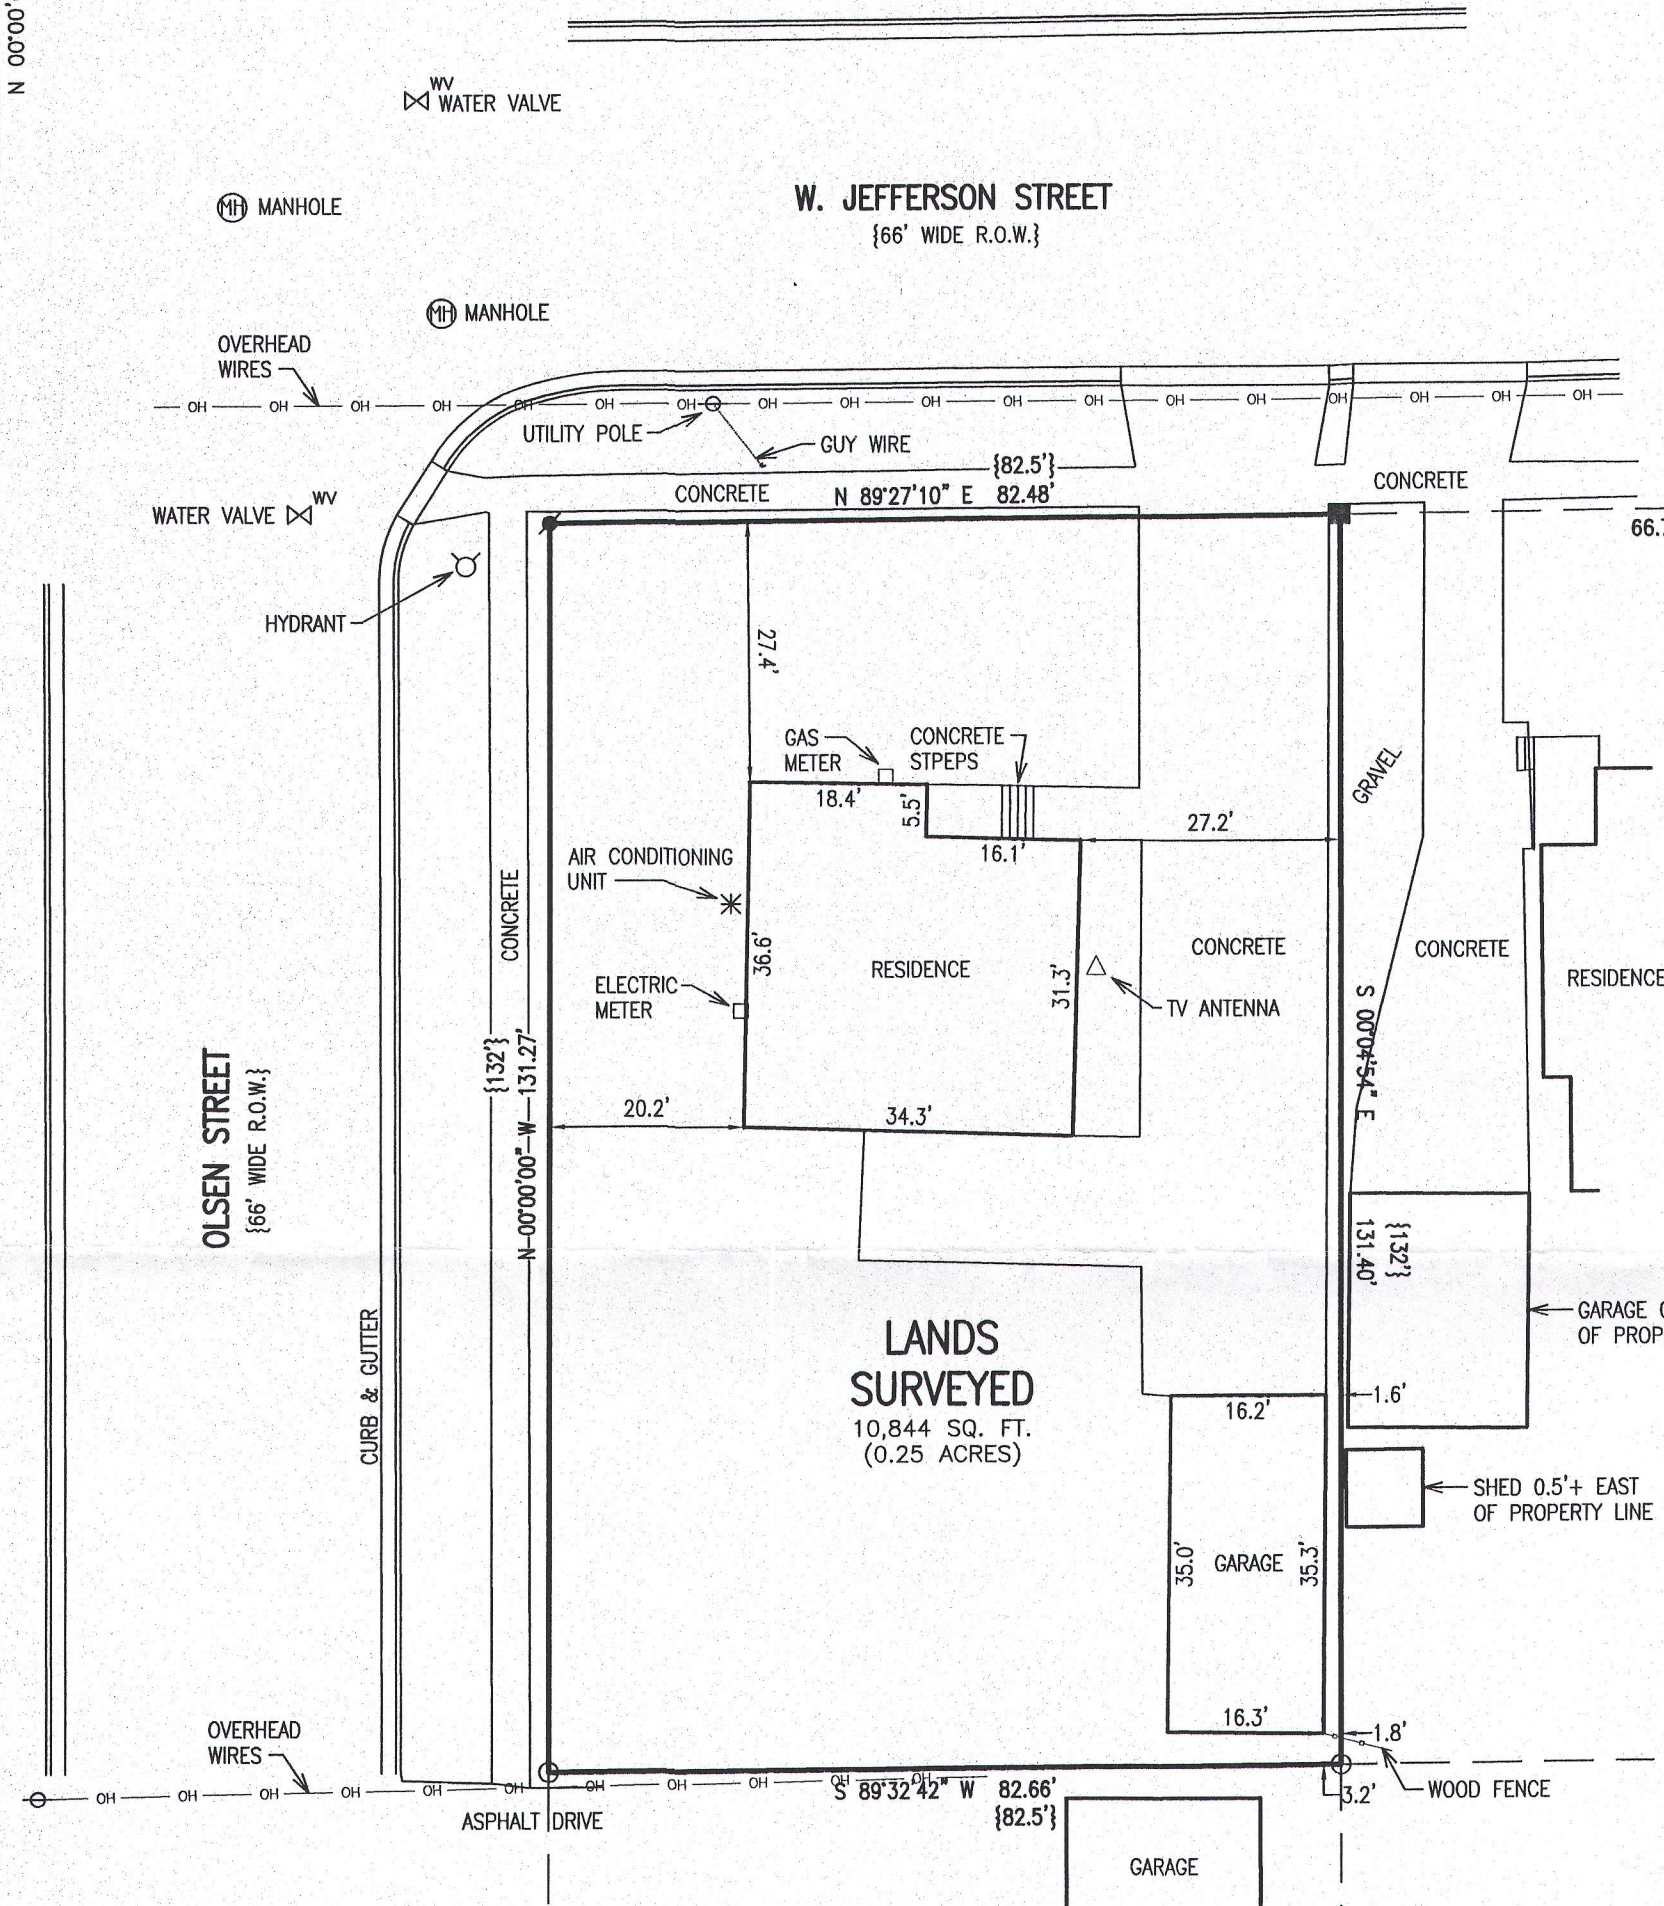 N 00°00'
WV
WATER VALVE
MH MANHOLE
W. JEFFERSON STREET
{66' WIDE R.O.W.}
MH MANHOLE
OVERHEAD
WIRES
OH OH OH OH OH OH OH OH OH OH OH OH OH OH OH OH OH OH
UTILITY POLE
GUY WIRE
{82.5'}
CONCRETE N 89°27'10" E 82.48'
CONCRETE
WATER VALVE WV
66.
HYDRANT
27.4'
GAS
METER
CONCRETE
STPEPS
GRAVEL
18.4'
5.5'
27.2'
16.1'
AIR CONDITIONING
UNIT
CONCRETE
36.6'
RESIDENCE
31.3'
CONCRETE
CONCRETE
RESIDENCE
ELECTRIC
METER
TV ANTENNA
S 00°04'54" E
{132'}
N 00°00'00" W 131.27'
OLSEN STREET
{66' WIDE R.O.W.}
20.2'
34.3'
{132'}
131.40'
GARAGE
OF PROP
LANDS
SURVEYED
10,844 SQ. FT.
(0.25 ACRES)
CURB & GUTTER
16.2'
1.6'
SHED 0.5'+ EAST
OF PROPERTY LINE
35.0'
GARAGE
35.3'
16.3'
1.8'
OVERHEAD
WIRES
OH OH OH OH OH OH OH OH OH OH OH
S 89°32'42" W 82.66'
{82.5'}
3.2'
WOOD FENCE
ASPHALT DRIVE
GARAGE